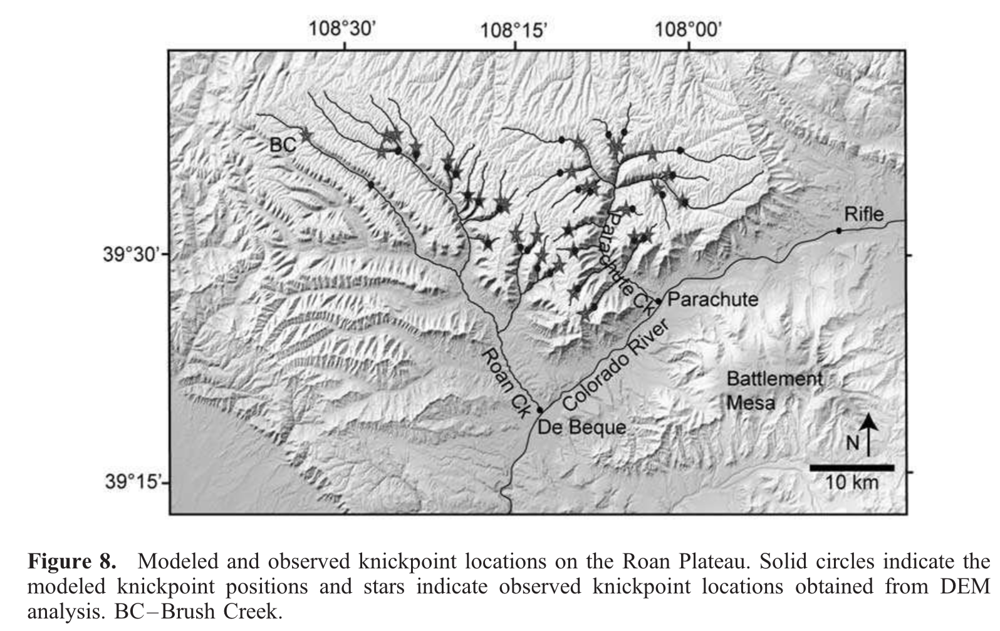 108°30’ 108°15’ 108°00’
BC
Rifle
39°30’
Parachute Ck
Parachute
Colorado River
Roan Ck
Battlement
Mesa
De Beque
N
39°15’
10 km
Figure 8. Modeled and observed knickpoint locations on the Roan Plateau. Solid circles indicate the
modeled knickpoint positions and stars indicate observed knickpoint locations obtained from DEM
analysis. BC–Brush Creek.